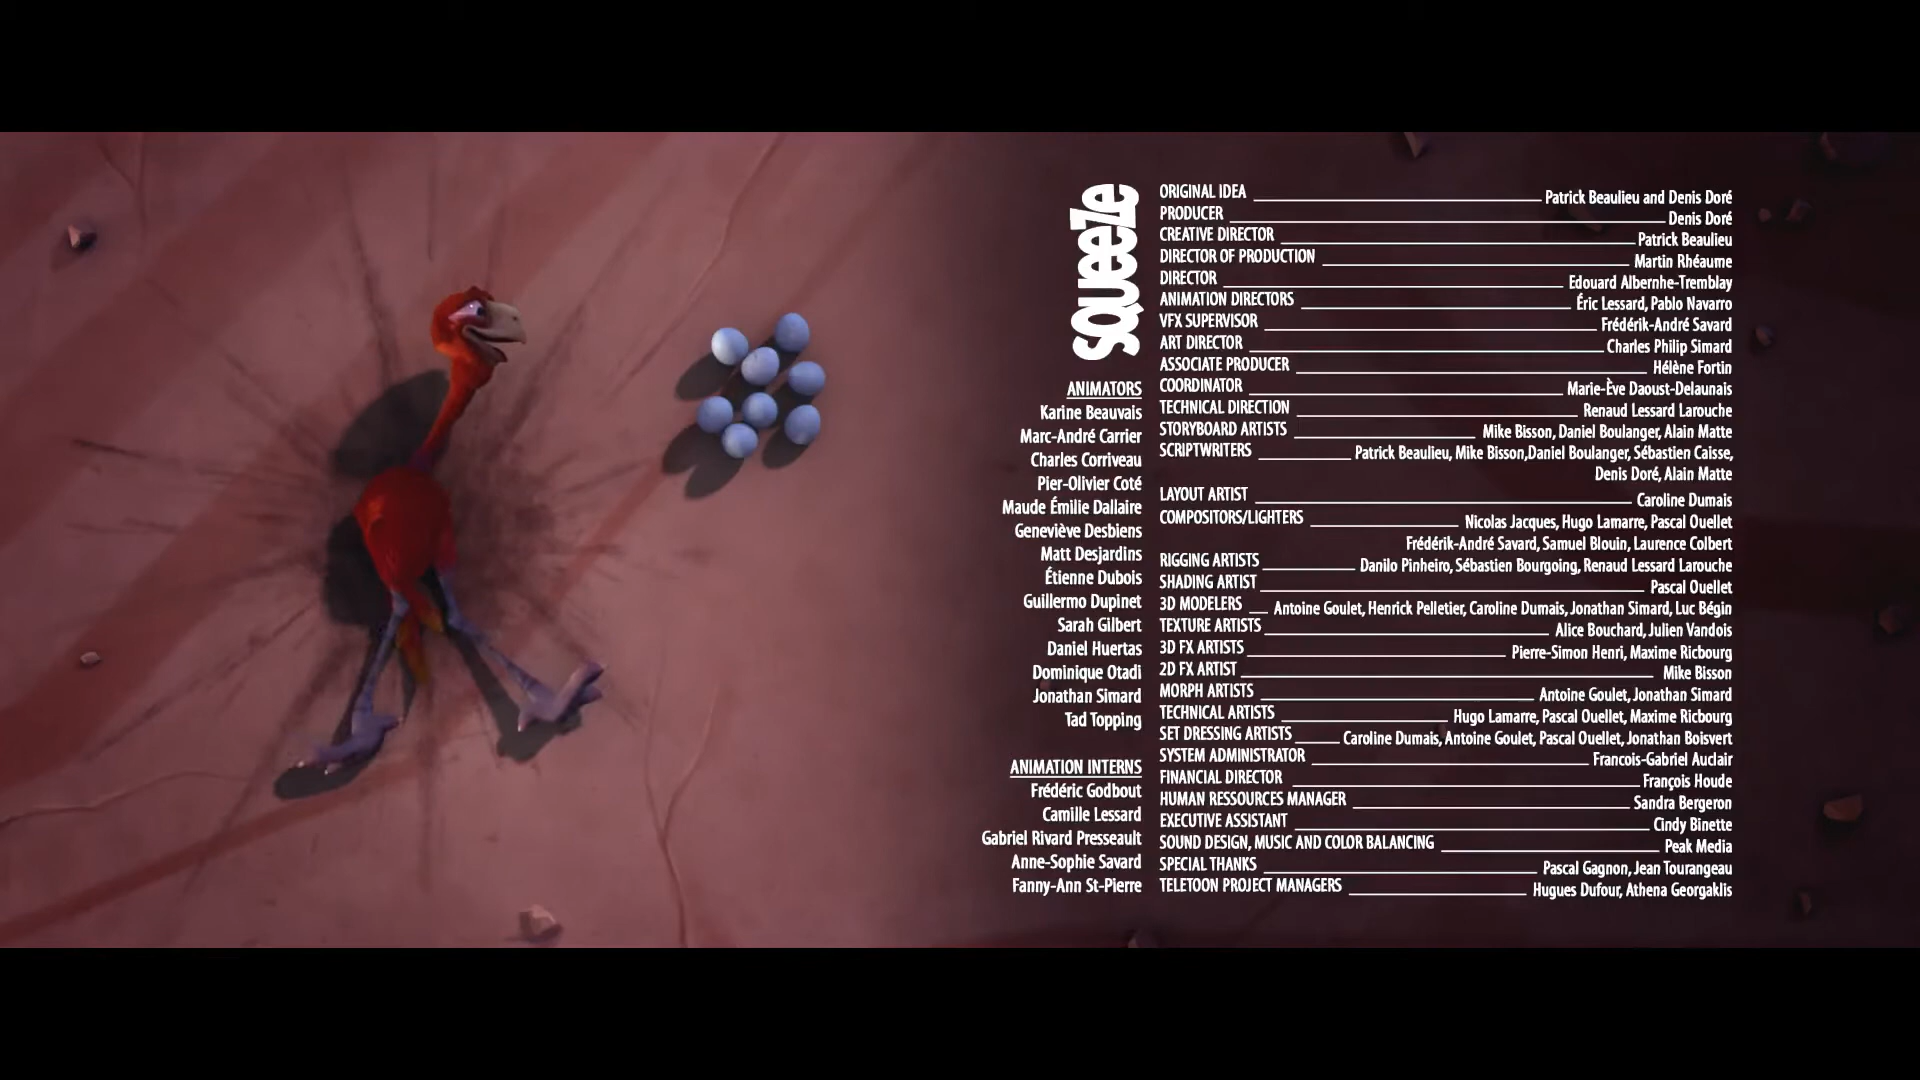 squeeze
ANIMATORS
Karine Beauvais
Marc-André Carrier
Charles Corriveau
Pier-Olivier Coté
Maude Émilie Dallaire
Geneviève Desbiens
Matt Desjardins
Étienne Dubois
Guillermo Dupinet
Sarah Gilbert
Daniel Huertas
Dominique Otadi
Jonathan Simard
Tad Topping
ANIMATION INTERNS
Frédéric Godbout
Camille Lessard
Gabriel Rivard Presseault
Anne-Sophie Savard
Fanny-Ann St-Pierre
ORIGINAL IDEA Patrick Beaulieu and Denis Doré
PRODUCER Denis Doré
CREATIVE DIRECTOR Patrick Beaulieu
DIRECTOR OF PRODUCTION Martin Rhéaume
DIRECTOR Edouard Albernhe-Tremblay
ANIMATION DIRECTORS Éric Lessard, Pablo Navarro
VFX SUPERVISOR Frédérik-André Savard
ART DIRECTOR Charles Philip Simard
ASSOCIATE PRODUCER Hélène Fortin
COORDINATOR Marie-Ève Daoust-Delaunais
TECHNICAL DIRECTION Renaud Lessard Larouche
STORYBOARD ARTISTS Mike Bisson, Daniel Boulanger, Alain Matte
SCRIPTWRITERS Patrick Beaulieu, Mike Bisson,Daniel Boulanger, Sébastien Caisse,
Denis Doré, Alain Matte
LAYOUT ARTIST Caroline Dumais
COMPOSITORS/LIGHTERS Nicolas Jacques, Hugo Lamarre, Pascal Ouellet
Frédérik-André Savard, Samuel Blouin, Laurence Colbert
RIGGING ARTISTS Danilo Pinheiro, Sébastien Bourgoing, Renaud Lessard Larouche
SHADING ARTIST Pascal Ouellet
3D MODELERS Antoine Goulet, Henrick Pelletier, Caroline Dumais, Jonathan Simard, Luc Bégin
TEXTURE ARTISTS Alice Bouchard, Julien Vandois
3D FX ARTISTS Pierre-Simon Henri, Maxime Ricbourg
2D FX ARTIST Mike Bisson
MORPH ARTISTS Antoine Goulet, Jonathan Simard
TECHNICAL ARTISTS Hugo Lamarre, Pascal Ouellet, Maxime Ricbourg
SET DRESSING ARTISTS Caroline Dumais, Antoine Goulet, Pascal Ouellet, Jonathan Boisvert
SYSTEM ADMINISTRATOR Francois-Gabriel Auclair
FINANCIAL DIRECTOR François Houde
HUMAN RESSOURCES MANAGER Sandra Bergeron
EXECUTIVE ASSISTANT Cindy Binette
SOUND DESIGN, MUSIC AND COLOR BALANCING Peak Media
SPECIAL THANKS Pascal Gagnon, Jean Tourangeau
TELETOON PROJECT MANAGERS Hugues Dufour, Athena Georgaklis